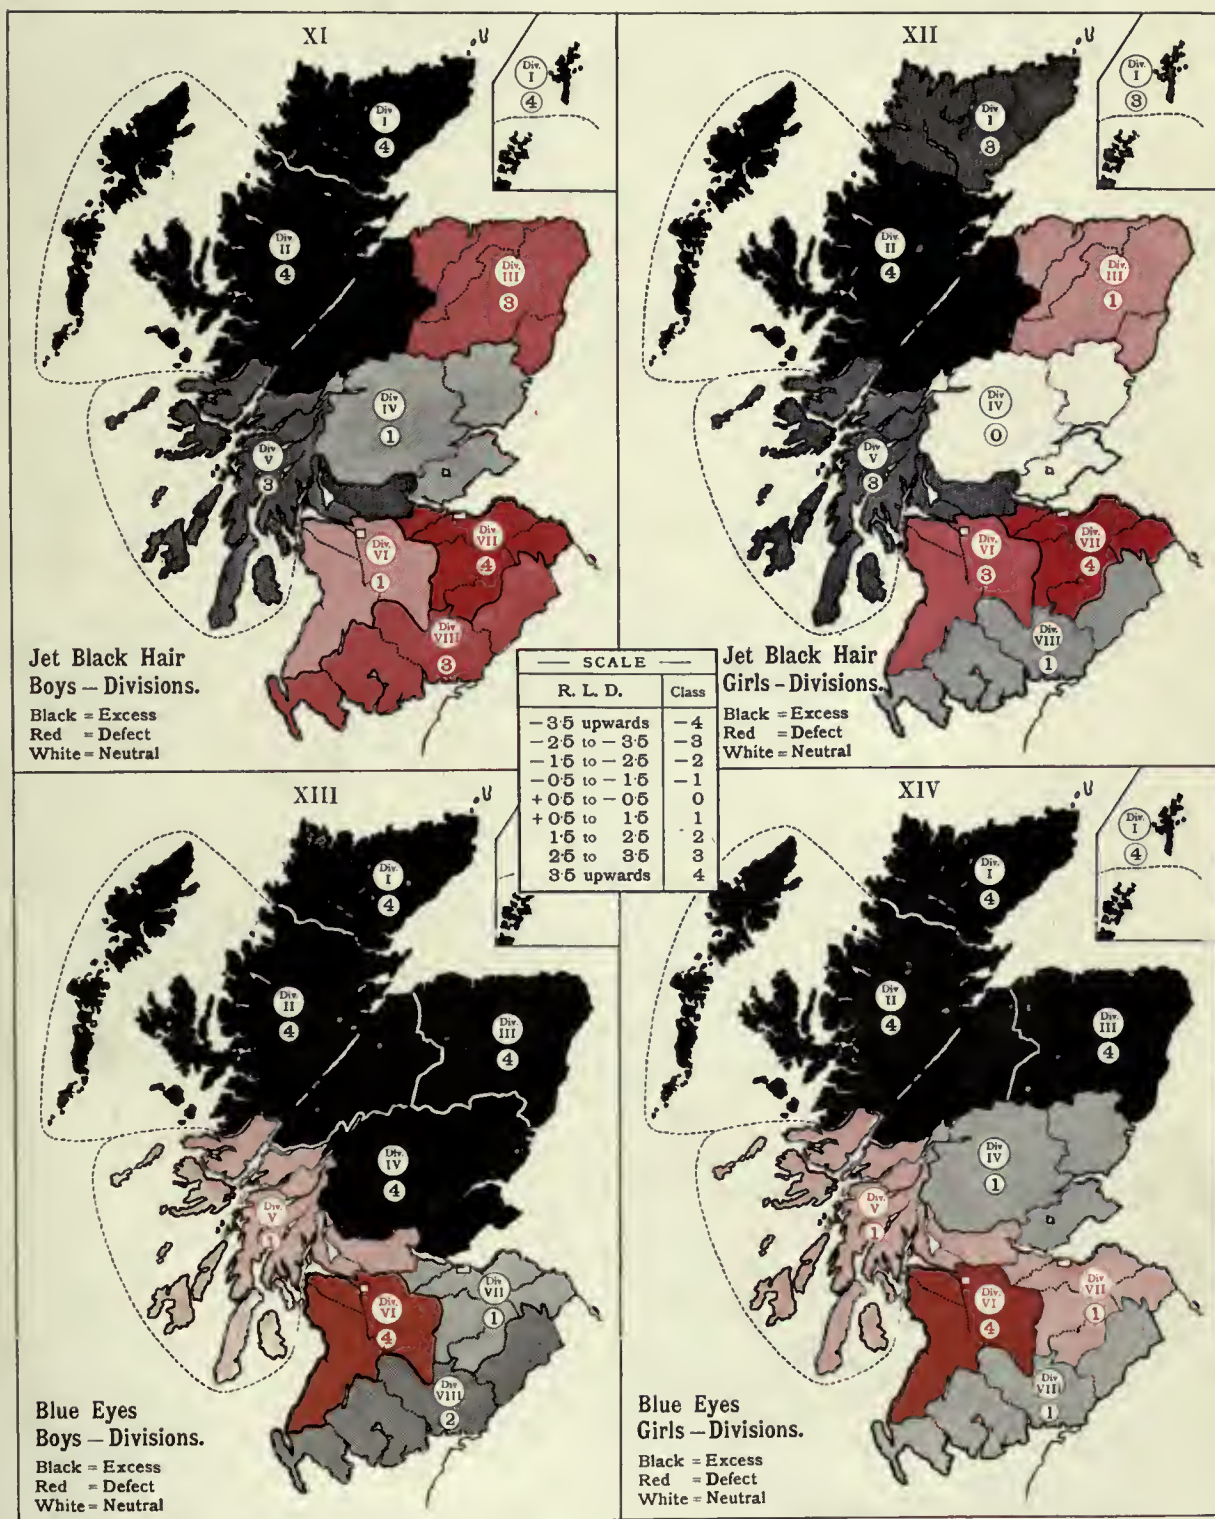 XI
Div.
I
4
Div
I
4
Div
II
4
Div.
III
3
Div
IV
1
Div
V
3
Div.
VI
1
Div.
VII
4
Div
VIII
3
Jet Black Hair
Boys – Divisions.
Black = Excess
Red = Defect
White = Neutral
XII
Div.
I
3
Div
I
3
Div
II
4
Div.
III
1
Div
IV
0
Div
V
3
Div.
VI
3
Div.
VII
4
Div.
VIII
1
Jet Black Hair
Girls – Divisions.
Black = Excess
Red = Defect
White = Neutral
— SCALE —
R. L. D. Class
−3·5 upwards −4
−2·5 to −3·5 −3
−1·5 to −2·5 −2
−0·5 to −1·5 −1
+0·5 to −0·5 0
+0·5 to 1·5 1
1·5 to 2·5 2
2·5 to 3·5 3
3·5 upwards 4
XIII
Div.
I
4
Div
II
4
Div.
III
4
Div.
IV
4
Div.
V
1
Div.
VI
4
Div
VII
1
Div
VIII
2
Blue Eyes
Boys – Divisions.
Black = Excess
Red = Defect
White = Neutral
XIV
Div.
I
4
Div.
I
4
Div
II
4
Div.
III
4
Div
IV
1
Div.
V
1
Div.
VI
4
Div
VII
1
Div
VIII
1
Blue Eyes
Girls – Divisions.
Black = Excess
Red = Defect
White = Neutral